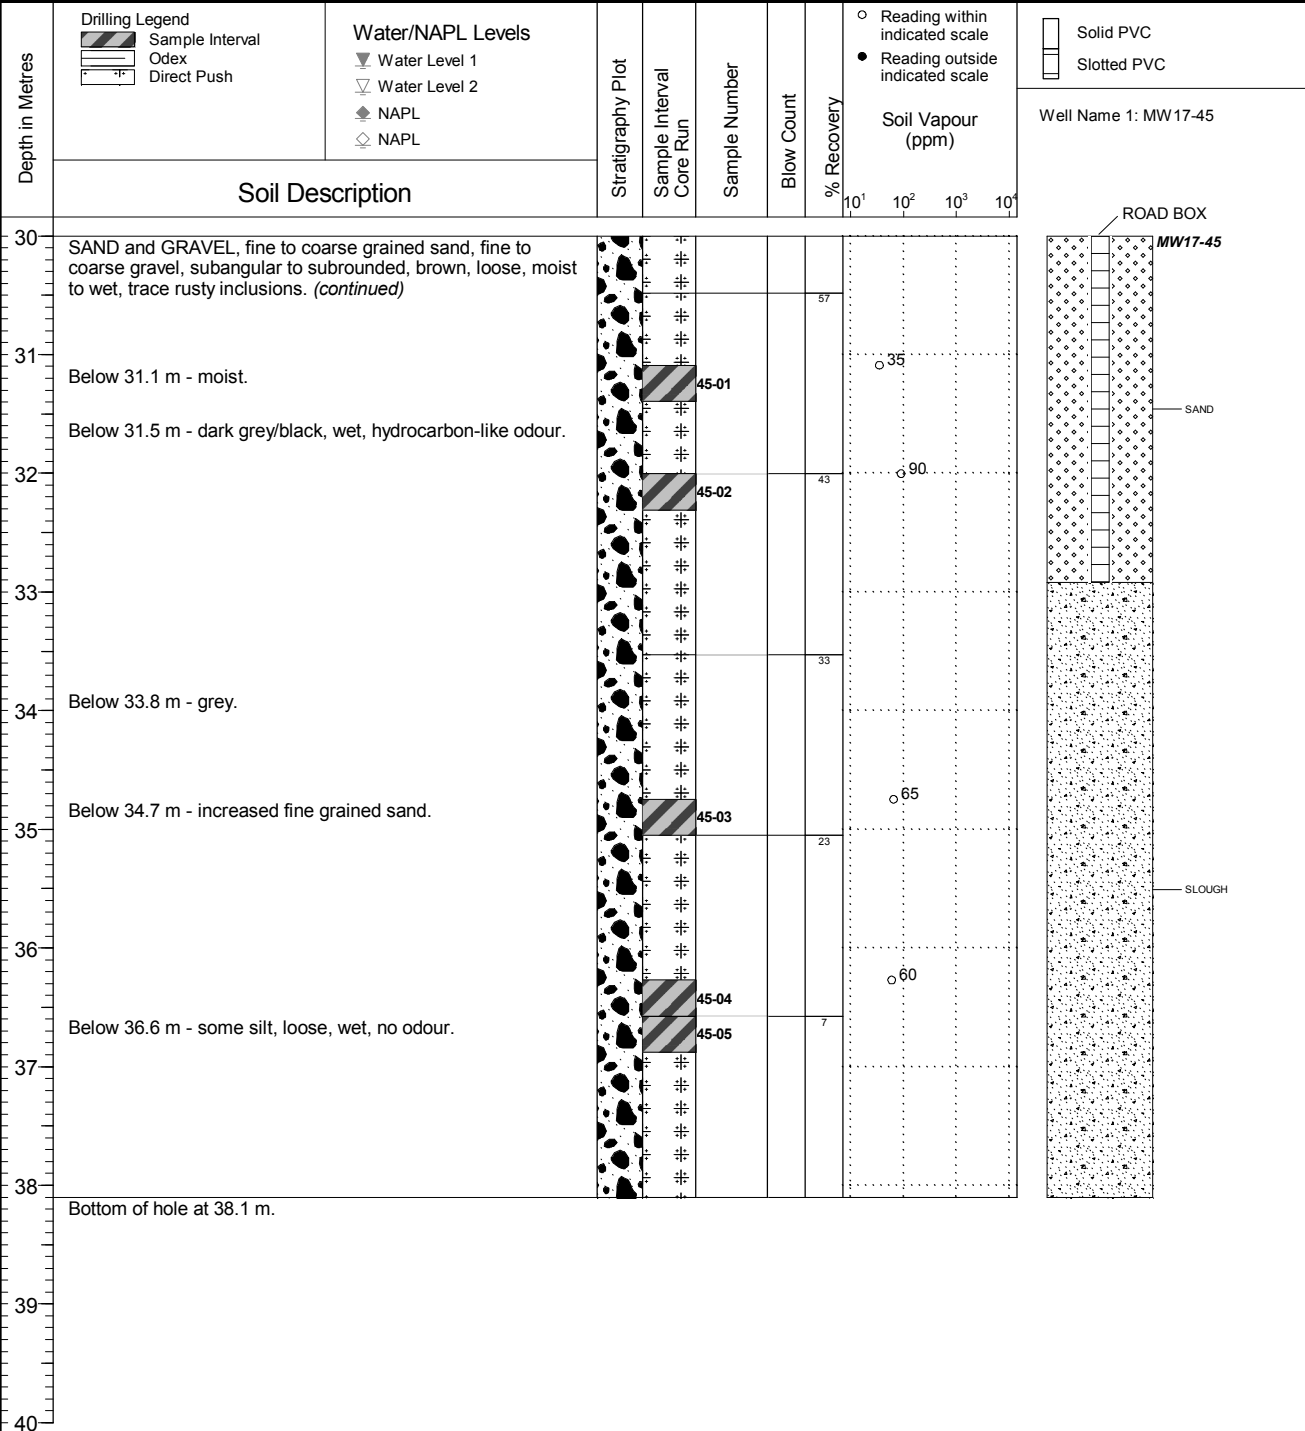 Depth in Metres
Drilling Legend
Sample Interval
Odex
Direct Push
Water/NAPL Levels
Water Level 1
Water Level 2
NAPL
NAPL
Soil Description
Stratigraphy Plot
Sample Interval
Core Run
Sample Number
Blow Count
% Recovery
Reading within
indicated scale
Reading outside
indicated scale
Soil Vapour
(ppm)
10¹ 10² 10³ 10⁴
Solid PVC
Slotted PVC
Well Name 1: MW17-45
ROAD BOX
MW17-45
30
SAND and GRAVEL, fine to coarse grained sand, fine to
coarse gravel, subangular to subrounded, brown, loose, moist
to wet, trace rusty inclusions. (continued)
57
31
35
Below 31.1 m - moist.
45-01
SAND
Below 31.5 m - dark grey/black, wet, hydrocarbon-like odour.
32
90
43
45-02
33
33
Below 33.8 m - grey.
34
65
Below 34.7 m - increased fine grained sand.
45-03
35
23
SLOUGH
36
60
45-04
7
Below 36.6 m - some silt, loose, wet, no odour.
45-05
37
38
Bottom of hole at 38.1 m.
39
40